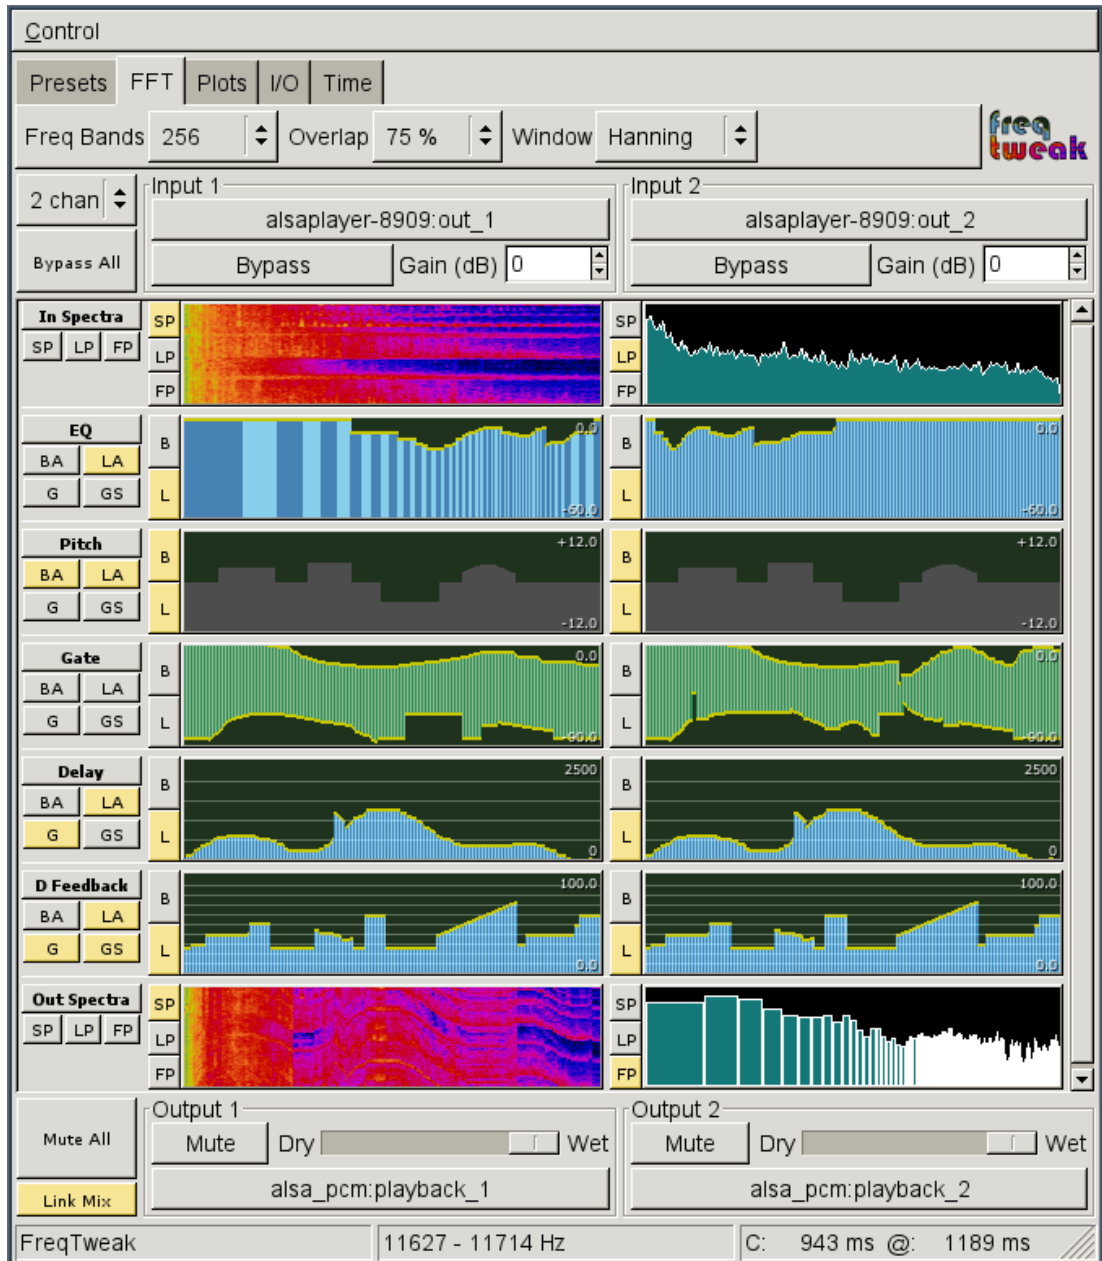 Control
Presets FFT Plots I/O Time
Freq Bands 256 Overlap 75 % Window Hanning
freq
tweak
2 chan Input 1 Input 2
alsaplayer-8909:out_1 alsaplayer-8909:out_2
Bypass All Bypass Gain (dB) 0 Bypass Gain (dB) 0
In Spectra
SP LP FP
SP
LP
FP
SP
LP
FP
EQ
BA LA
G GS
B
L
0.0
-60.0
B
L
0.0
-60.0
Pitch
BA LA
G GS
B
L
+12.0
-12.0
B
L
+12.0
-12.0
Gate
BA LA
G GS
B
L
0.0
-90.0
B
L
0.0
-90.0
Delay
BA LA
G GS
B
L
2500
0
B
L
2500
0
D Feedback
BA LA
G GS
B
L
100.0
0.0
B
L
100.0
0.0
Out Spectra
SP LP FP
SP
LP
FP
SP
LP
FP
Mute All Output 1 Output 2
Mute Dry Wet Mute Dry Wet
Link Mix alsa_pcm:playback_1 alsa_pcm:playback_2
FreqTweak 11627 - 11714 Hz C: 943 ms @: 1189 ms